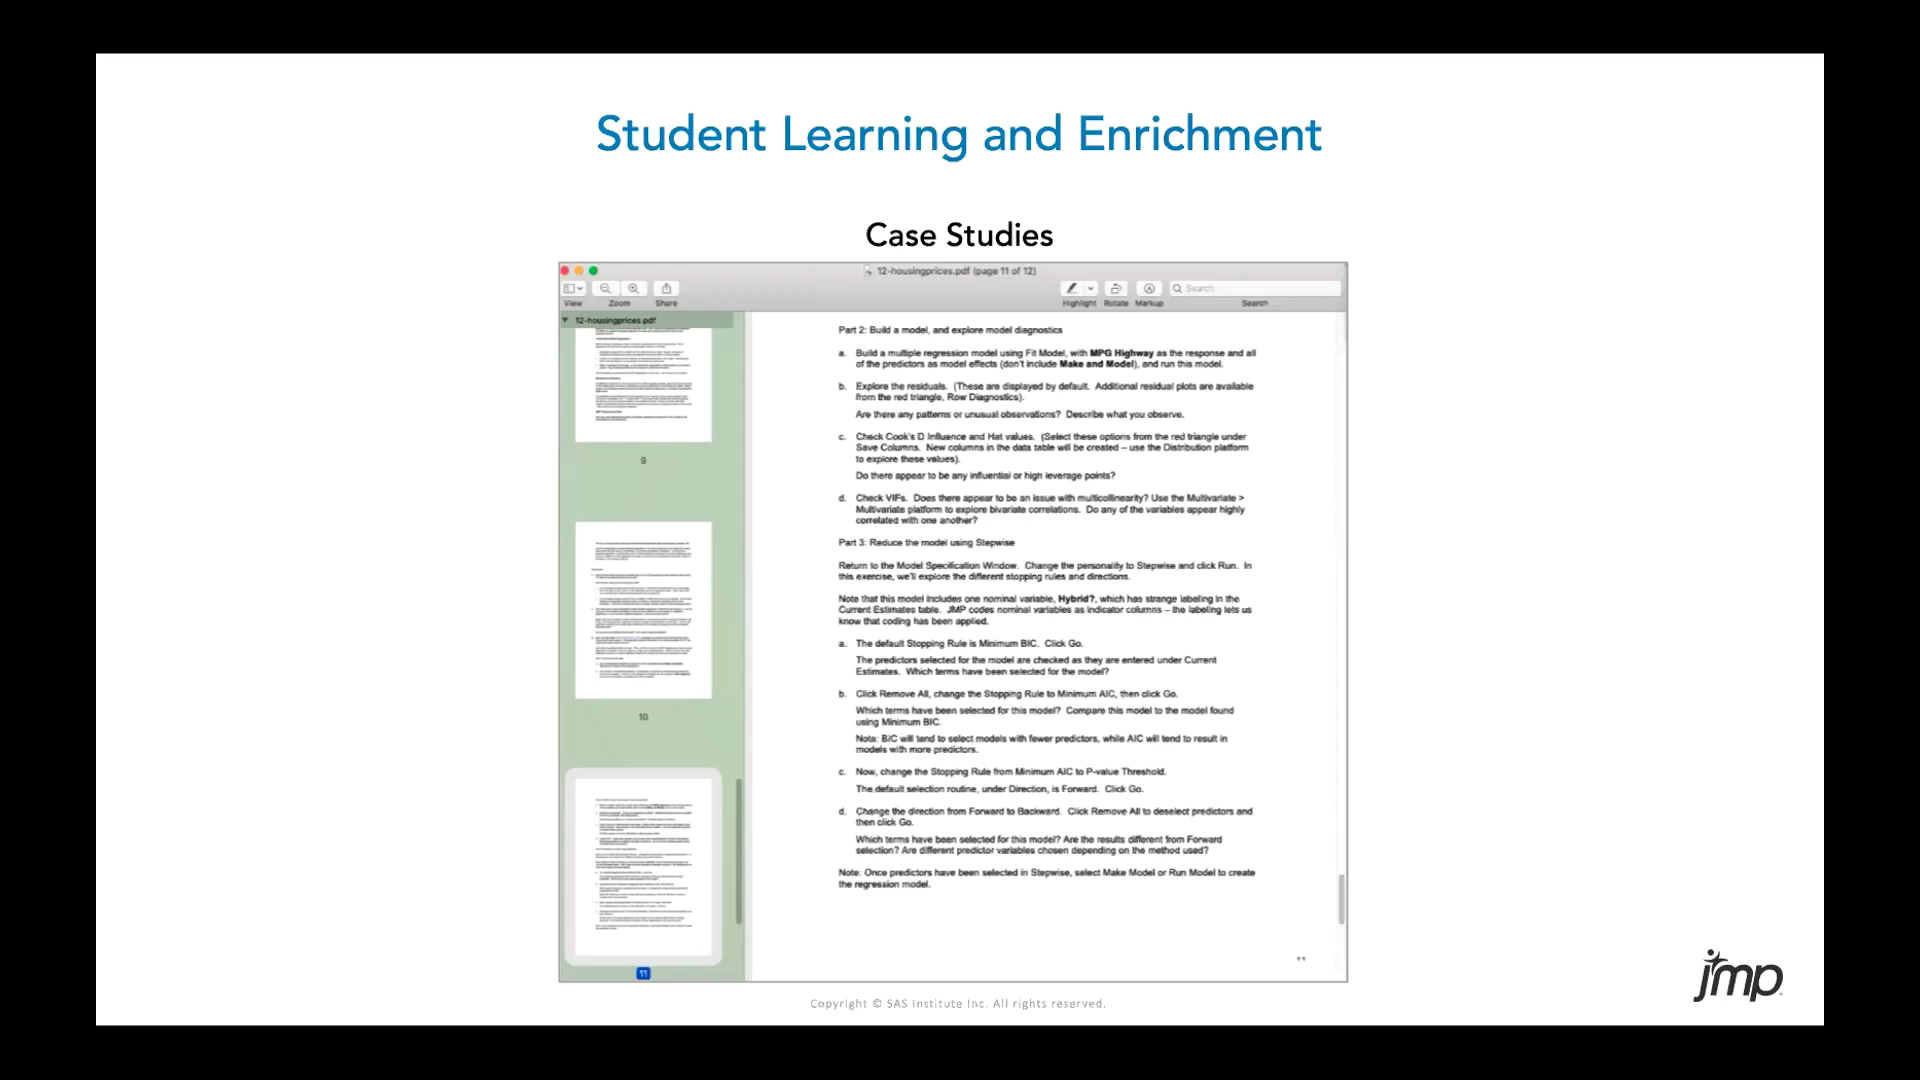 Student Learning and Enrichment
Case Studies
12-housingprices.pdf (page 11 of 12)
View Zoom Share Highlight Rotate Markup Search
Search
12-housingprices.pdf
9
10
11
Part 2: Build a model, and explore model diagnostics
a. Build a multiple regression model using Fit Model, with MPG Highway as the response and all
of the predictors as model effects (don't include Make and Model), and run this model.
b. Explore the residuals. (These are displayed by default. Additional residual plots are available
from the red triangle, Row Diagnostics).
Are there any patterns or unusual observations? Describe what you observe.
c. Check Cook's D Influence and Hat values. (Select these options from the red triangle under
Save Columns. New columns in the data table will be created – use the Distribution platform
to explore these values).
Do there appear to be any influential or high leverage points?
d. Check VIFs. Does there appear to be an issue with multicollinearity? Use the Multivariate >
Multivariate platform to explore bivariate correlations. Do any of the variables appear highly
correlated with one another?
Part 3: Reduce the model using Stepwise
Return to the Model Specification Window. Change the personality to Stepwise and click Run. In
this exercise, we'll explore the different stopping rules and directions.
Note that this model includes one nominal variable, Hybrid?, which has strange labeling in the
Current Estimates table. JMP codes nominal variables as indicator columns – the labeling lets us
know that coding has been applied.
a. The default Stopping Rule is Minimum BIC. Click Go.
The predictors selected for the model are checked as they are entered under Current
Estimates. Which terms have been selected for the model?
b. Click Remove All, change the Stopping Rule to Minimum AIC, then click Go.
Which terms have been selected for this model? Compare this model to the model found
using Minimum BIC.
Note: BIC will tend to select models with fewer predictors, while AIC will tend to result in
models with more predictors.
c. Now, change the Stopping Rule from Minimum AIC to P-value Threshold.
The default selection routine, under Direction, is Forward. Click Go.
d. Change the direction from Forward to Backward. Click Remove All to deselect predictors and
then click Go.
Which terms have been selected for this model? Are the results different from Forward
selection? Are different predictor variables chosen depending on the method used?
Note: Once predictors have been selected in Stepwise, select Make Model or Run Model to create
the regression model.
11
Copyright © SAS Institute Inc. All rights reserved.
jmp